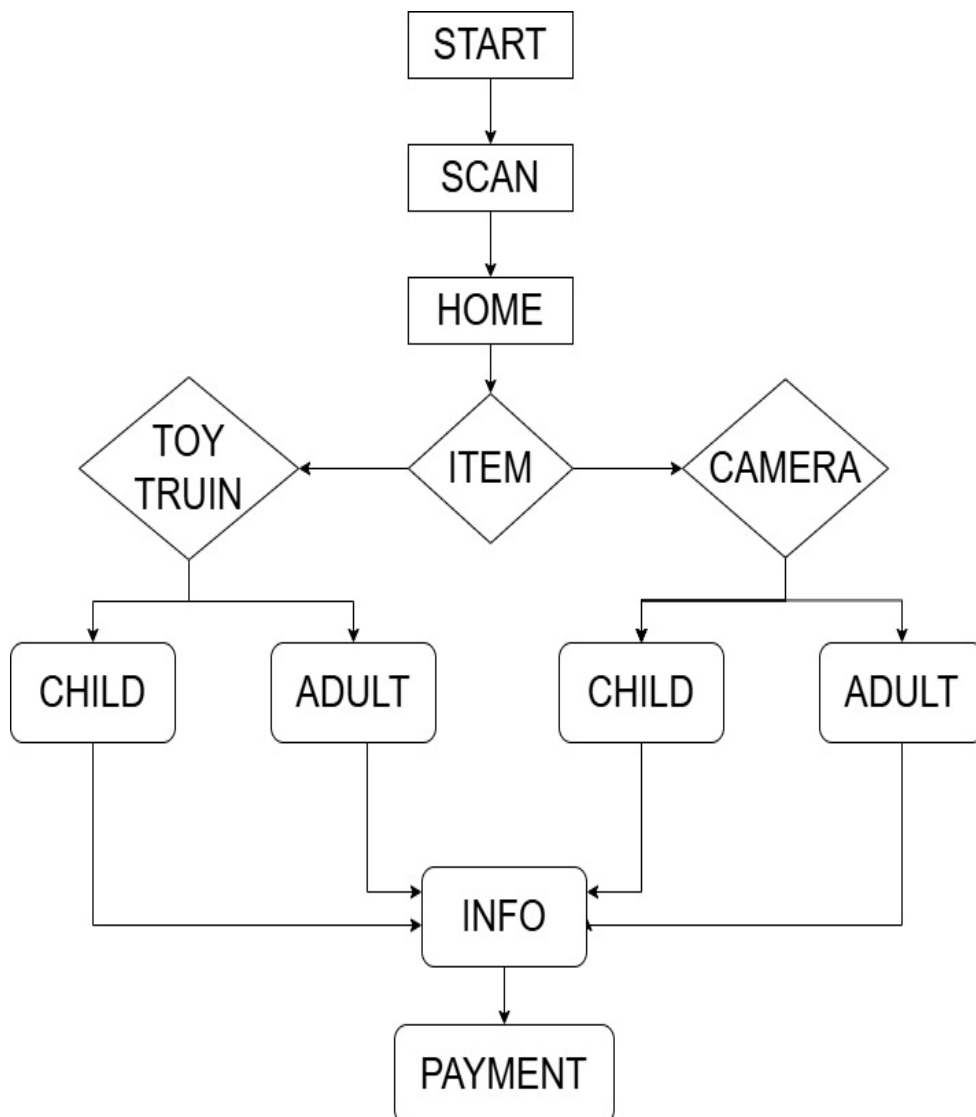 START
SCAN
HOME
TOY
TRUIN
ITEM
CAMERA
CHILD
ADULT
CHILD
ADULT
INFO
PAYMENT